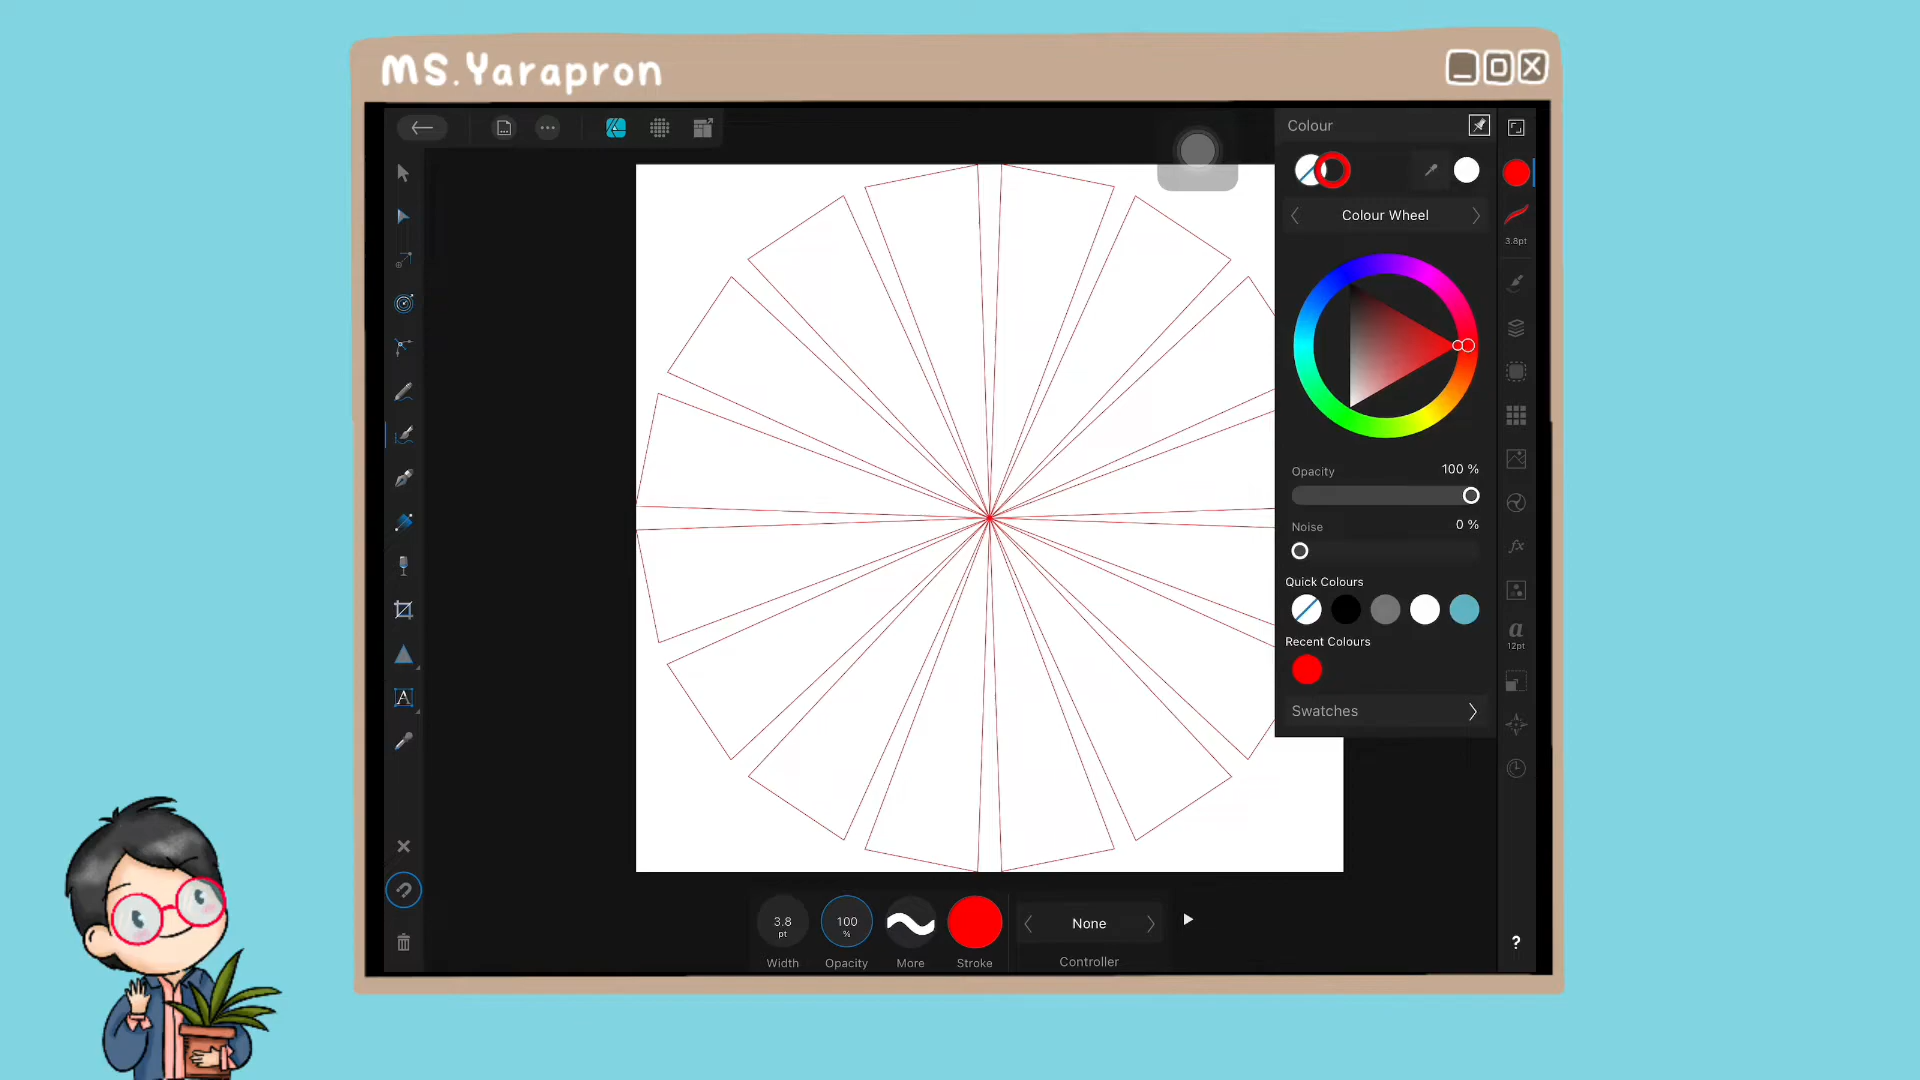 MS.Yarapron
Colour
Colour Wheel
3.8pt
Opacity
100 %
Noise
0 %
Quick Colours
Recent Colours
Swatches
fx
a
12pt
A
3.8
pt
100
%
None
Width
Opacity
More
Stroke
Controller
?